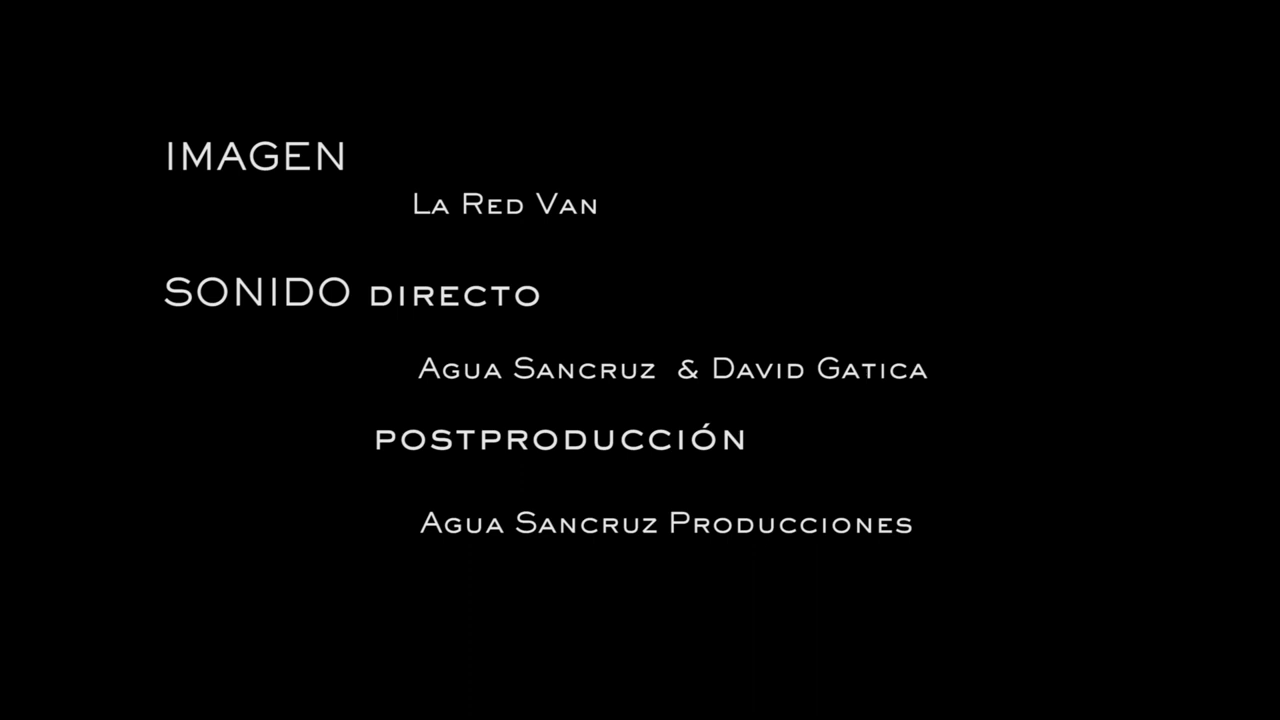 IMAGEN
La Red Van
SONIDO DIRECTO
Agua Sancruz & David Gatica
POSTPRODUCCIÓN
Agua Sancruz Producciones